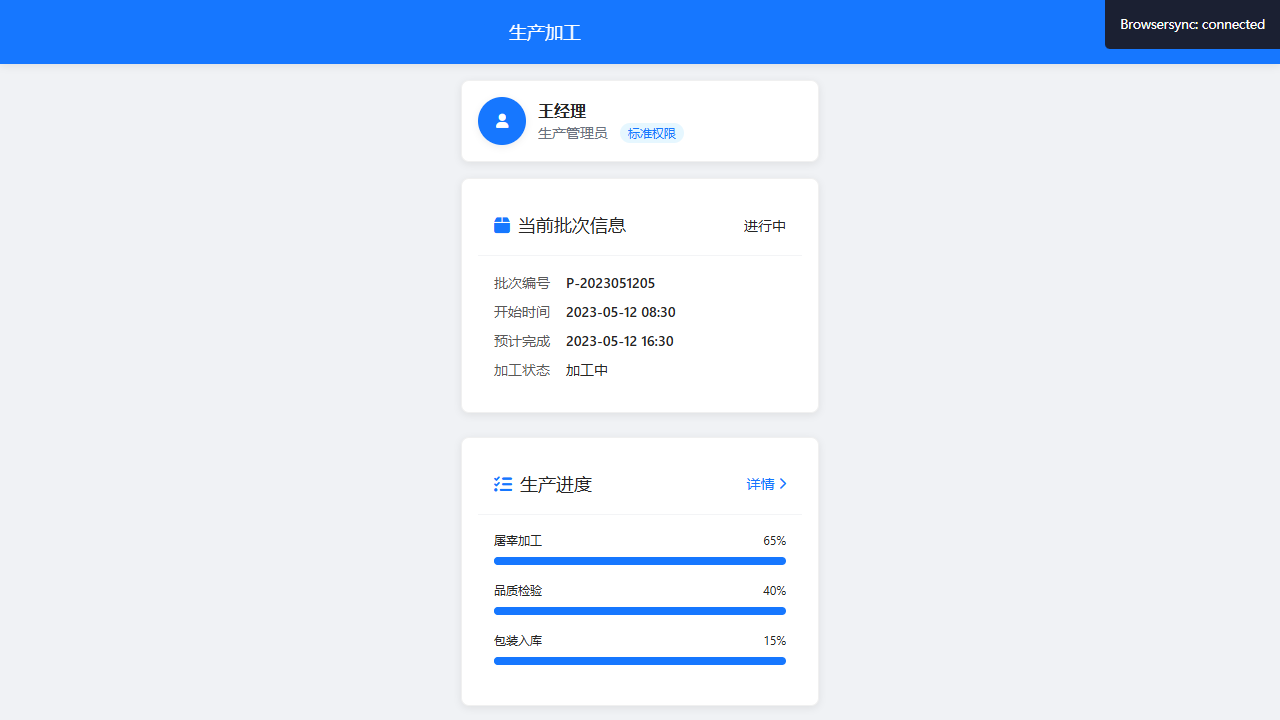 生产加工
Browsersync: connected
王经理
生产管理员 标准权限
当前批次信息 进行中
批次编号 P-2023051205
开始时间 2023-05-12 08:30
预计完成 2023-05-12 16:30
加工状态 加工中
生产进度 详情
屠宰加工 65%
品质检验 40%
包装入库 15%